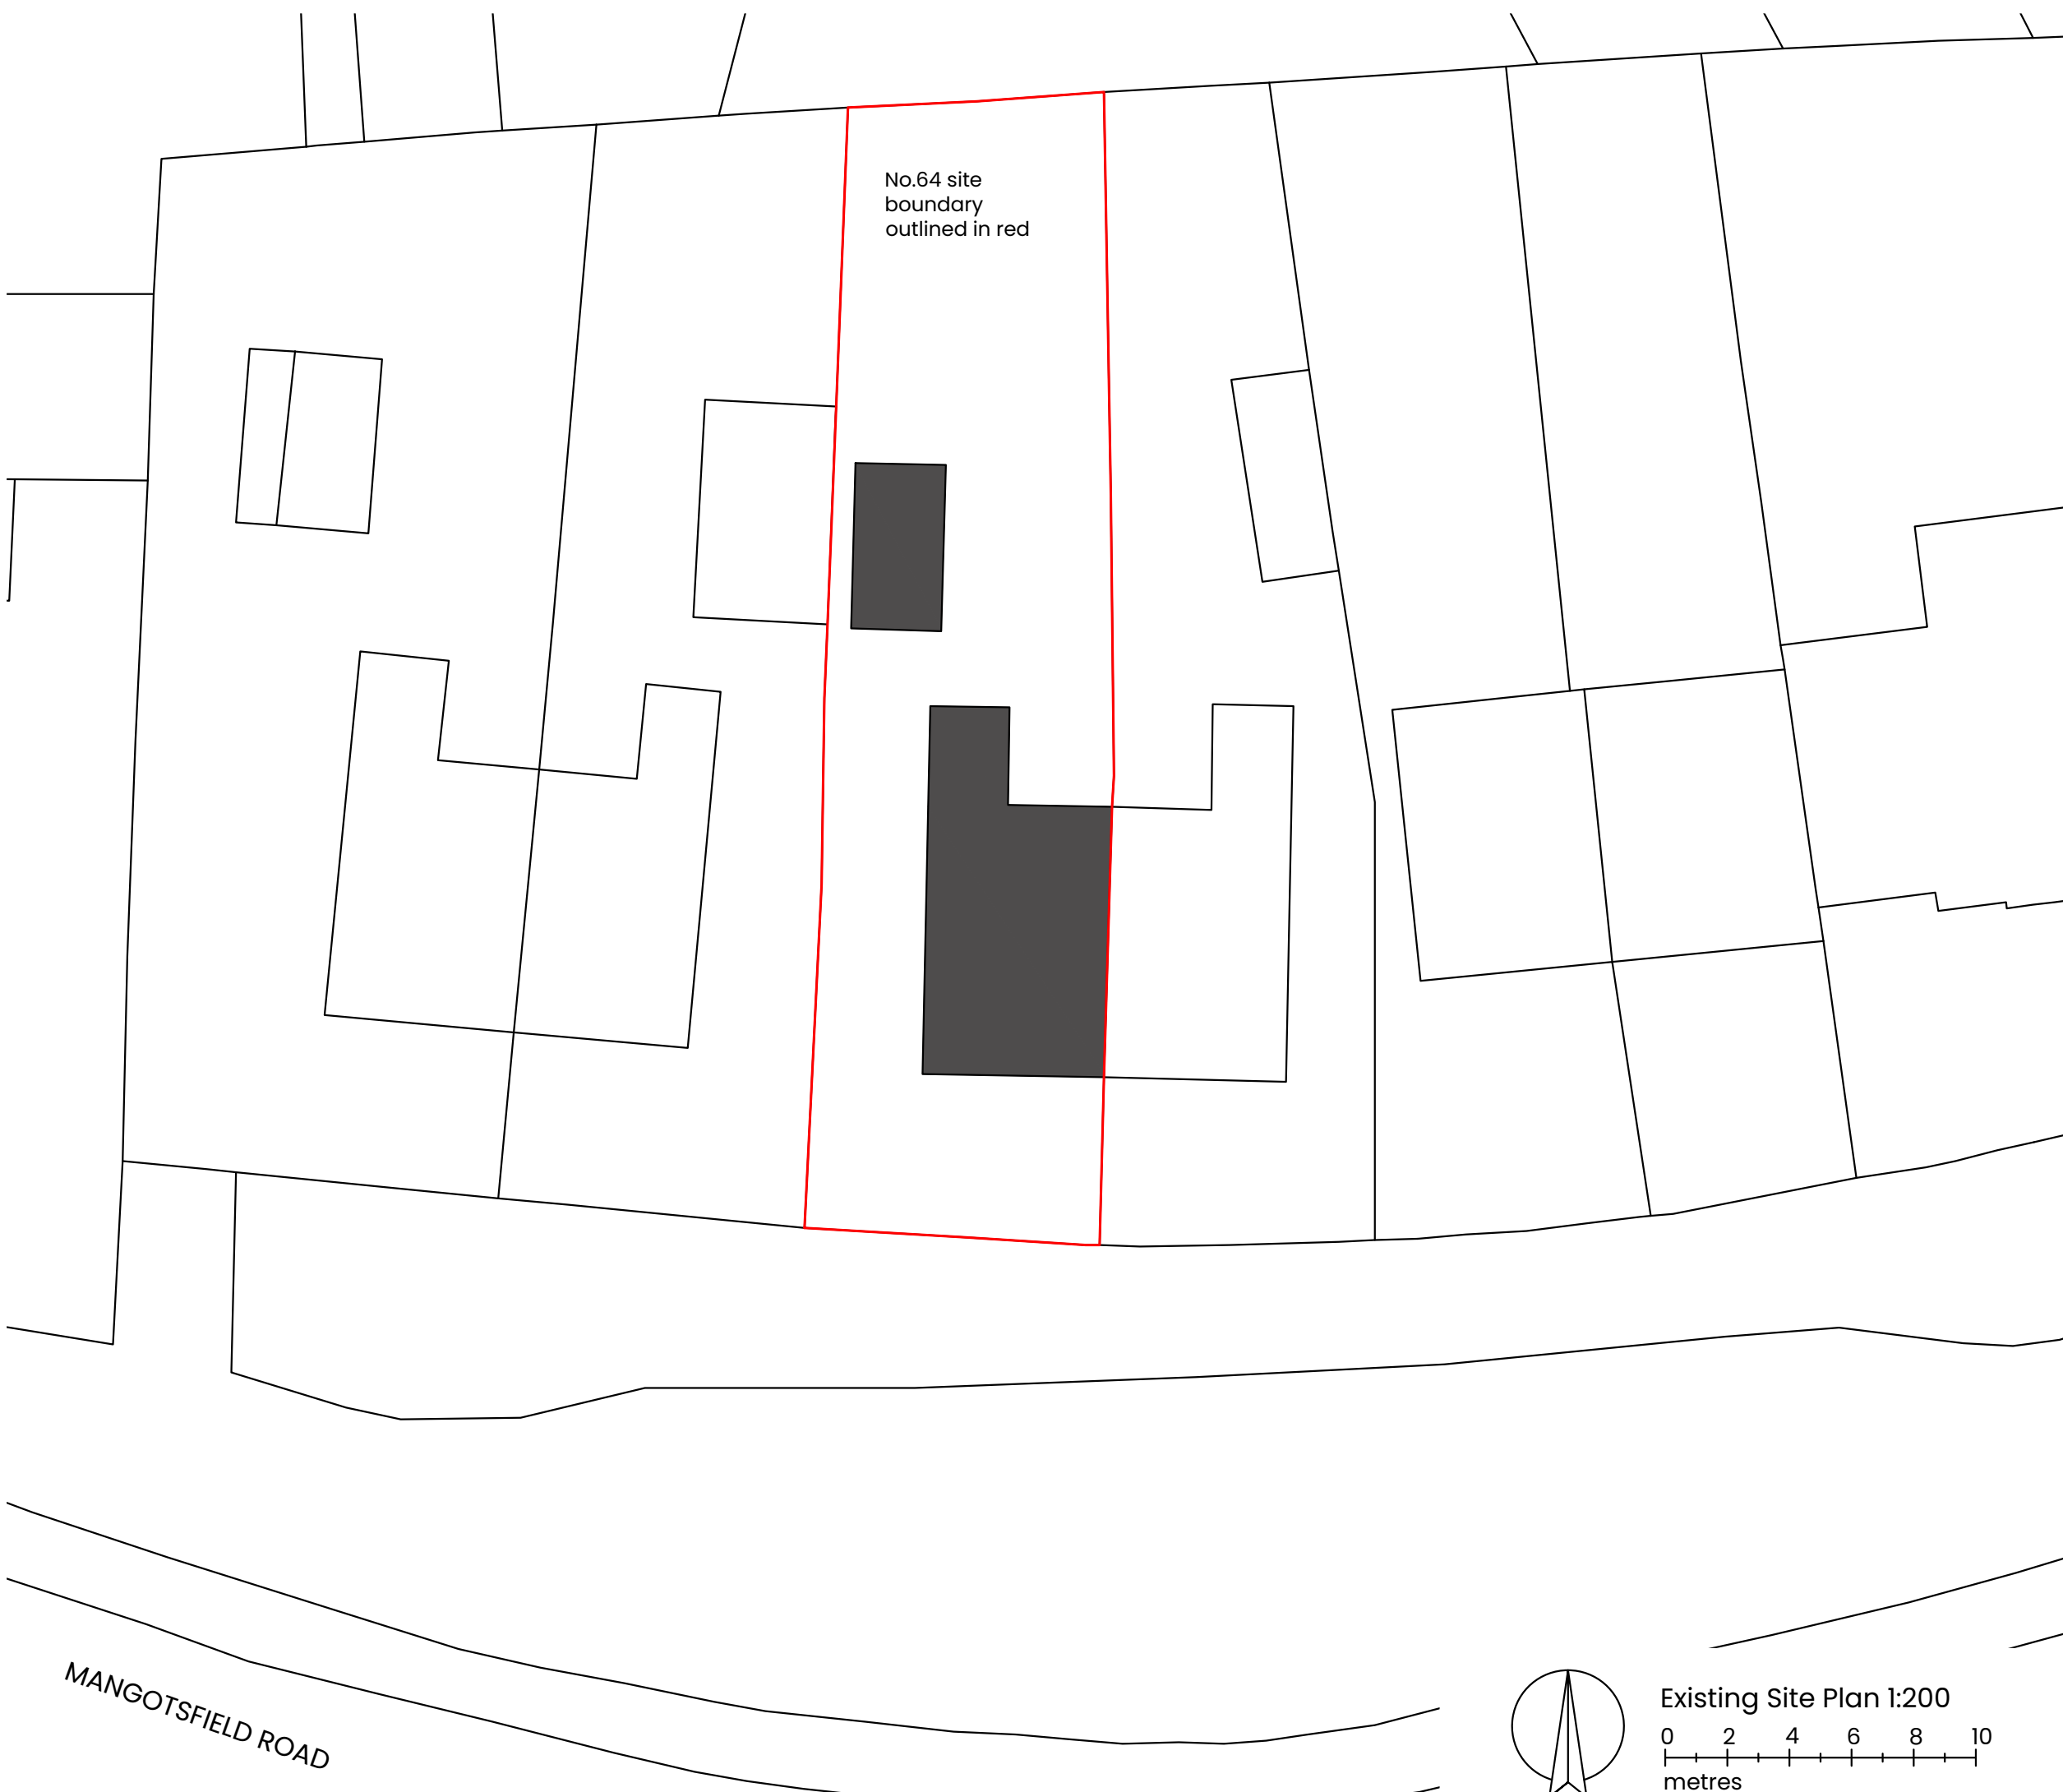 No.64 site
boundary
outlined in red
MANGOTSFIELD ROAD
Existing Site Plan 1:200
0 2 4 6 8 10
metres